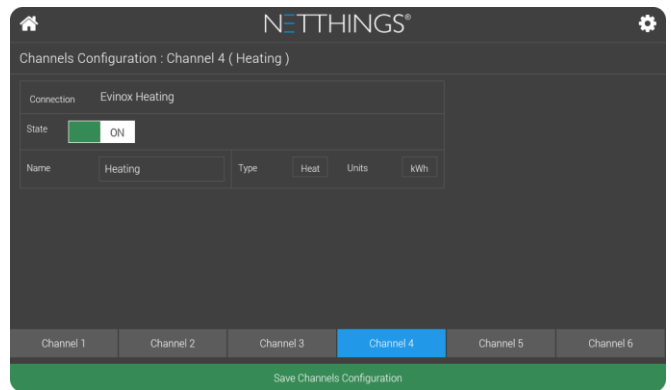 NETTHINGS®
Channels Configuration : Channel 4 ( Heating )
Connection Evinox Heating
State ON
Name Heating Type Heat Units kWh
Channel 1 Channel 2 Channel 3 Channel 4 Channel 5 Channel 6
Save Channels Configuration